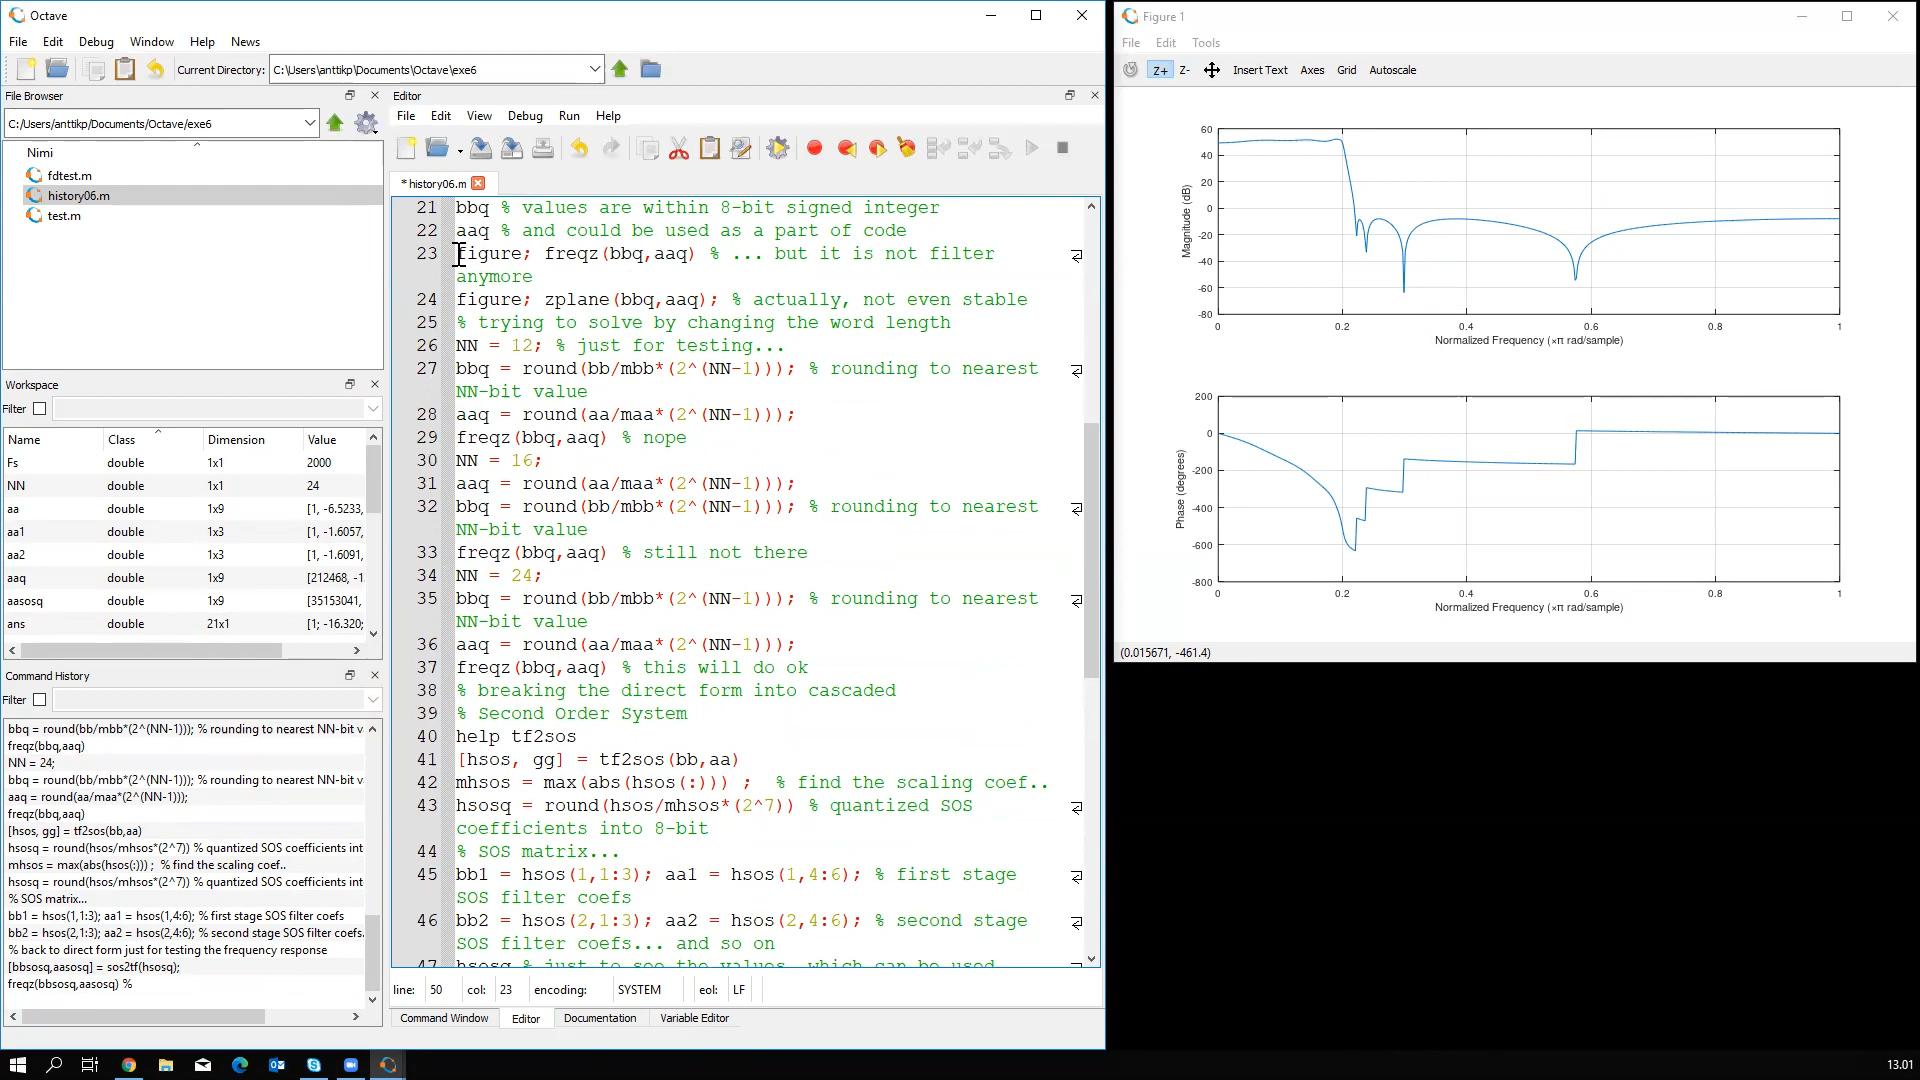 Octave
File Edit Debug Window Help News
Current Directory: C:\Users\anttikp\Documents\Octave\exe6
File Browser
C:/Users/anttikp/Documents/Octave/exe6
Nimi
fdtest.m
history06.m
test.m
Workspace
Filter
Name Class Dimension Value
Fs double 1x1 2000
NN double 1x1 24
aa double 1x9 [1, -6.5233,
aa1 double 1x3 [1, -1.6057,
aa2 double 1x3 [1, -1.6091,
aaq double 1x9 [212468, -1
aasosq double 1x9 [35153041,
ans double 21x1 [1; -16.320;
Command History
Filter
bbq = round(bb/mbb*(2^(NN-1))); % rounding to nearest NN-bit v
freqz(bbq,aaq)
NN = 24;
bbq = round(bb/mbb*(2^(NN-1))); % rounding to nearest NN-bit v
aaq = round(aa/maa*(2^(NN-1)));
freqz(bbq,aaq)
[hsos, gg] = tf2sos(bb,aa)
hsosq = round(hsos/mhsos*(2^7)) % quantized SOS coefficients int
mhsos = max(abs(hsos(:))) ; % find the scaling coef..
hsosq = round(hsos/mhsos*(2^7)) % quantized SOS coefficients int
% SOS matrix...
bb1 = hsos(1,1:3); aa1 = hsos(1,4:6); % first stage SOS filter coefs
bb2 = hsos(2,1:3); aa2 = hsos(2,4:6); % second stage SOS filter coefs.
% back to direct form just for testing the frequency response
[bbsosq,aasosq] = sos2tf(hsosq);
freqz(bbsosq,aasosq) %
Editor
File Edit View Debug Run Help
* history06.m
21 bbq % values are within 8-bit signed integer
22 aaq % and could be used as a part of code
23 figure; freqz(bbq,aaq) % ... but it is not filter
anymore
24 figure; zplane(bbq,aaq); % actually, not even stable
25 % trying to solve by changing the word length
26 NN = 12; % just for testing...
27 bbq = round(bb/mbb*(2^(NN-1))); % rounding to nearest
NN-bit value
28 aaq = round(aa/maa*(2^(NN-1)));
29 freqz(bbq,aaq) % nope
30 NN = 16;
31 aaq = round(aa/maa*(2^(NN-1)));
32 bbq = round(bb/mbb*(2^(NN-1))); % rounding to nearest
NN-bit value
33 freqz(bbq,aaq) % still not there
34 NN = 24;
35 bbq = round(bb/mbb*(2^(NN-1))); % rounding to nearest
NN-bit value
36 aaq = round(aa/maa*(2^(NN-1)));
37 freqz(bbq,aaq) % this will do ok
38 % breaking the direct form into cascaded
39 % Second Order System
40 help tf2sos
41 [hsos, gg] = tf2sos(bb,aa)
42 mhsos = max(abs(hsos(:))) ; % find the scaling coef..
43 hsosq = round(hsos/mhsos*(2^7)) % quantized SOS
coefficients into 8-bit
44 % SOS matrix...
45 bb1 = hsos(1,1:3); aa1 = hsos(1,4:6); % first stage
SOS filter coefs
46 bb2 = hsos(2,1:3); aa2 = hsos(2,4:6); % second stage
SOS filter coefs... and so on
47 hsosq % just to see the values, which can be used
line: 50 col: 23 encoding: SYSTEM eol: LF
Command Window Editor Documentation Variable Editor
Figure 1
File Edit Tools
Z+ Z- Insert Text Axes Grid Autoscale
Magnitude (dB)
60
40
20
0
-20
-40
-60
-80
0 0.2 0.4 0.6 0.8 1
Normalized Frequency (×π rad/sample)
Phase (degrees)
200
0
-200
-400
-600
-800
0 0.2 0.4 0.6 0.8 1
Normalized Frequency (×π rad/sample)
(0.015671, -461.4)
13.01